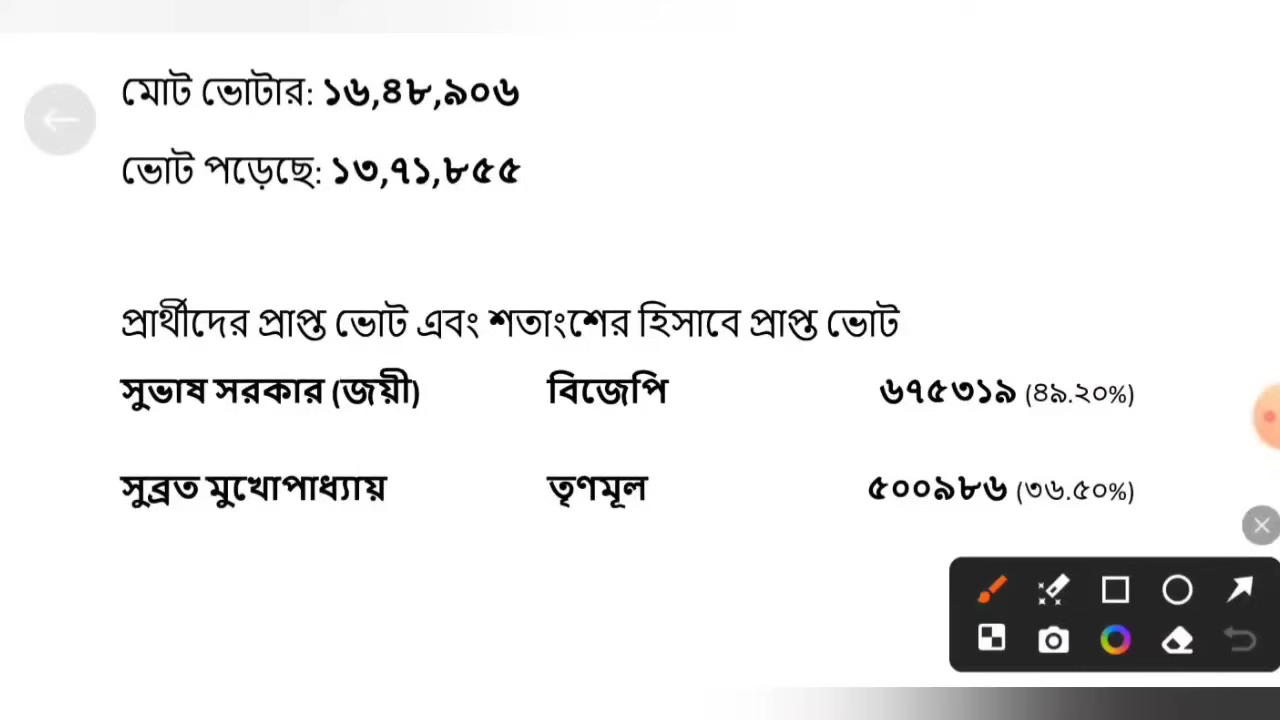 মোট ভোটার: ১৬,৪৮,৯০৬
ভোট পড়েছে: ১৩,৭১,৮৫৫
প্রার্থীদের প্রাপ্ত ভোট এবং শতাংশের হিসাবে প্রাপ্ত ভোট
সুভাষ সরকার (জয়ী) বিজেপি ৬৭৫৩১৯ (৪৯.২০%)
সুব্রত মুখোপাধ্যায় তৃণমূল ৫০০৯৮৬ (৩৬.৫০%)